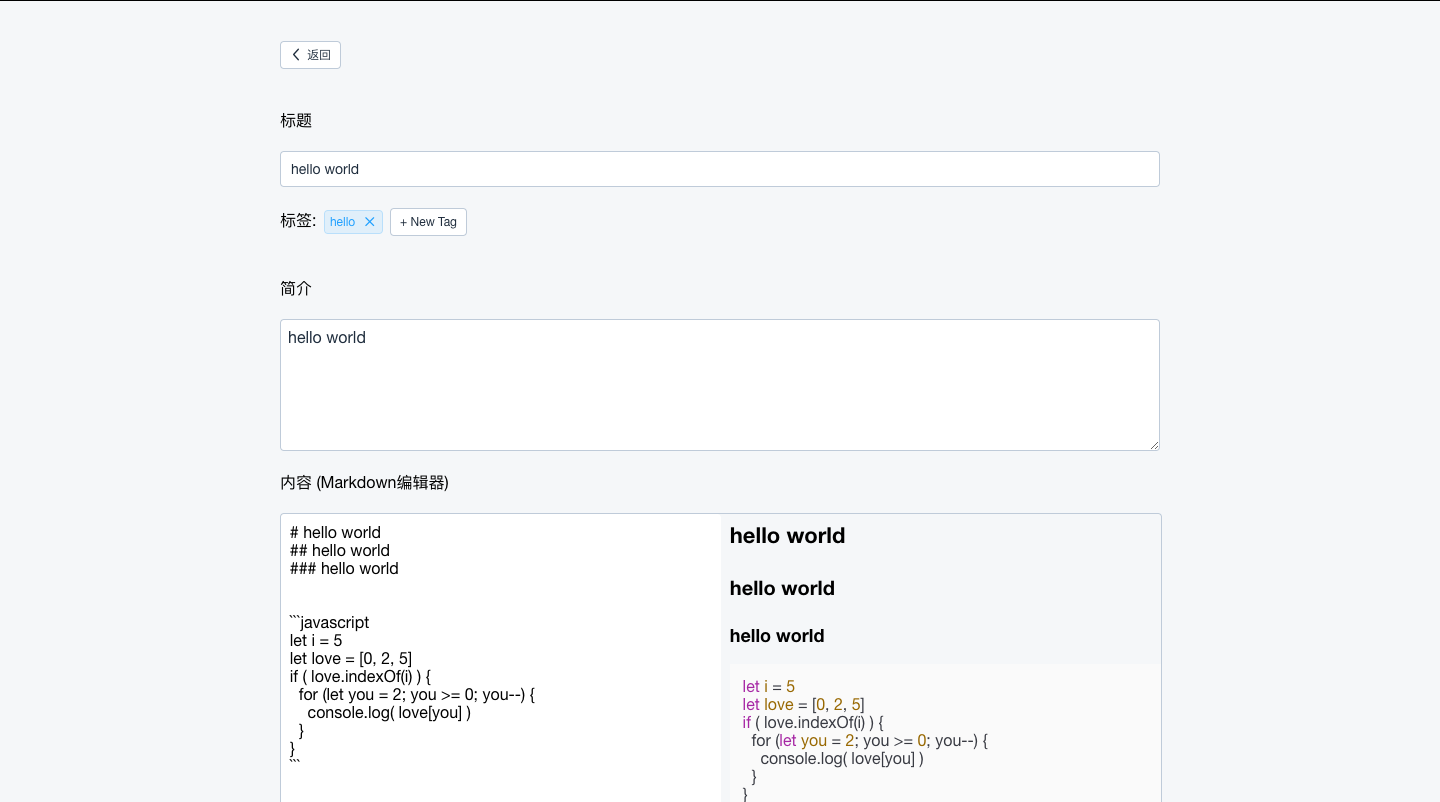 返回
标题
hello world
标签: hello + New Tag
简介
hello world
内容 (Markdown编辑器)
# hello world
## hello world
### hello world
```javascript
let i = 5
let love = [0, 2, 5]
if ( love.indexOf(i) ) {
  for (let you = 2; you >= 0; you--) {
    console.log( love[you] )
  }
}
```
hello world
hello world
hello world
let i = 5
let love = [0, 2, 5]
if ( love.indexOf(i) ) {
  for (let you = 2; you >= 0; you--) {
    console.log( love[you] )
  }
}